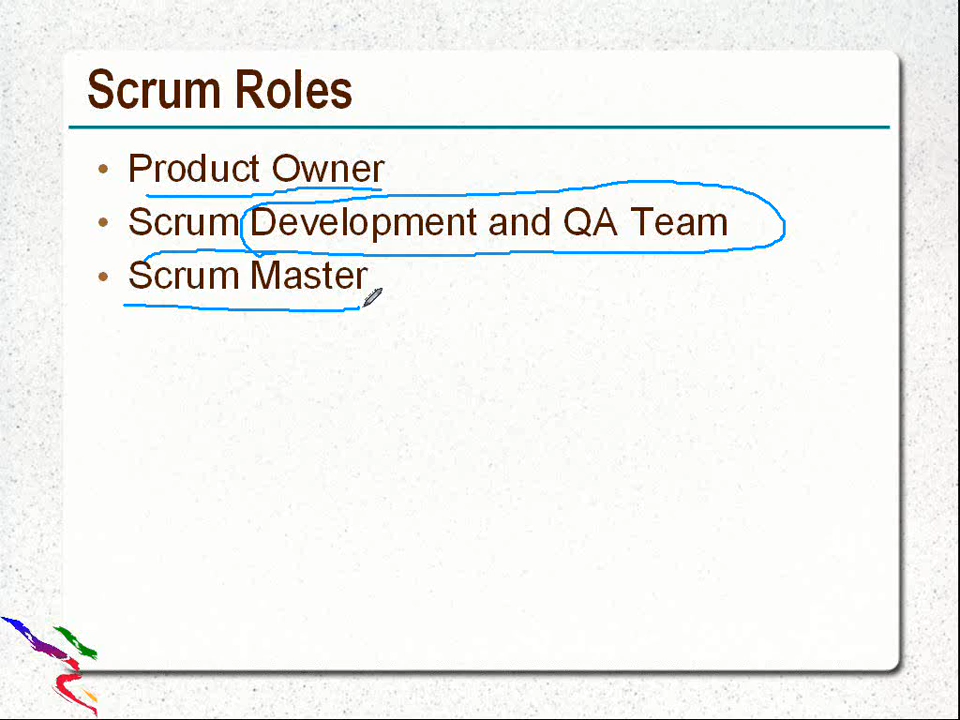 Scrum Roles
• Product Owner
• Scrum Development and QA Team
• Scrum Master